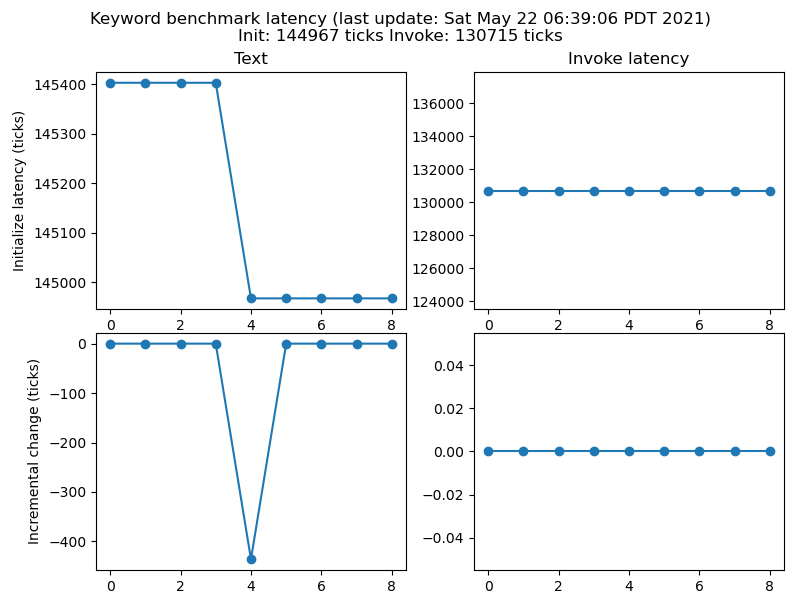 Keyword benchmark latency (last update: Sat May 22 06:39:06 PDT 2021)
Init: 144967 ticks Invoke: 130715 ticks
Text
Initialize latency (ticks)
145400
145300
145200
145100
145000
0 2 4 6 8
Invoke latency
136000
134000
132000
130000
128000
126000
124000
0 2 4 6 8
Incremental change (ticks)
0
−100
−200
−300
−400
0 2 4 6 8
0.04
0.02
0.00
−0.02
−0.04
0 2 4 6 8